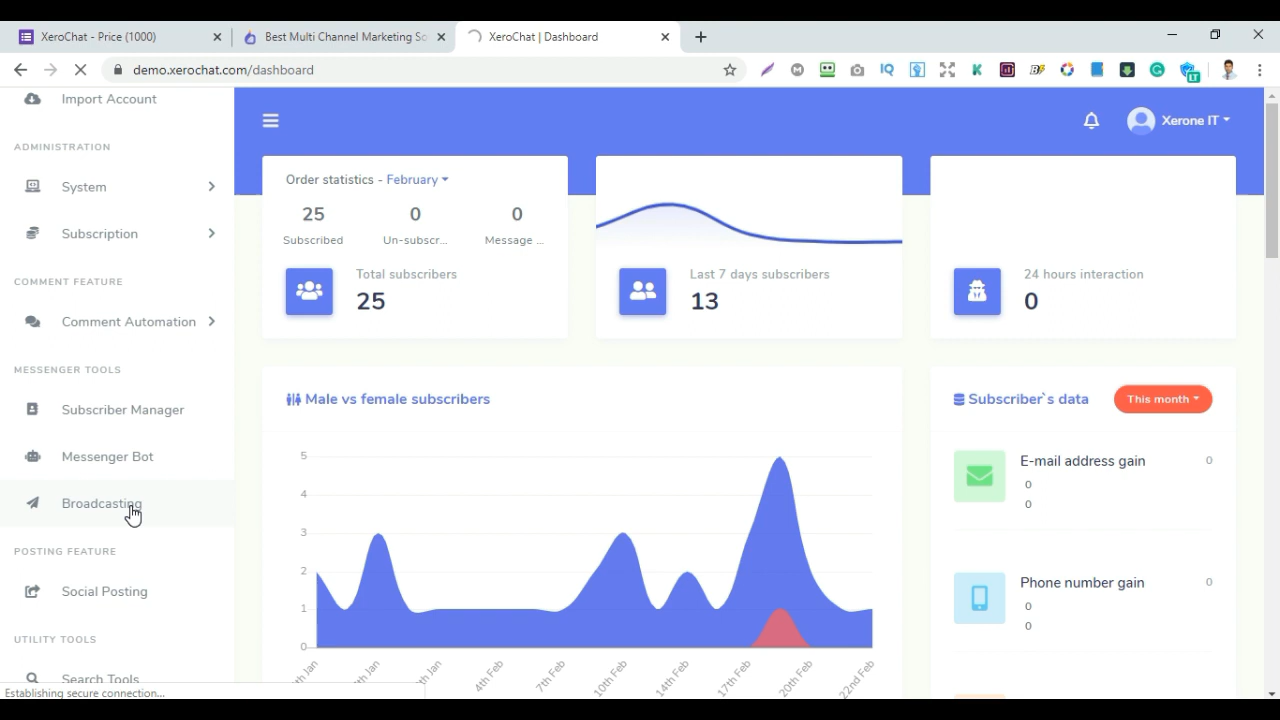 XeroChat - Price (1000)
Best Multi Channel Marketing So
XeroChat | Dashboard
demo.xerochat.com/dashboard
Import Account
Xerone IT
ADMINISTRATION
System
Subscription
COMMENT FEATURE
Comment Automation
MESSENGER TOOLS
Subscriber Manager
Messenger Bot
Broadcasting
POSTING FEATURE
Social Posting
UTILITY TOOLS
Search Tools
Establishing secure connection...
Order statistics - February
25 0 0
Subscribed Un-subscr... Message ...
Total subscribers
25
Last 7 days subscribers
13
24 hours interaction
0
Male vs female subscribers
5
4
3
2
1
0
4th Feb 7th Feb 10th Feb 14th Feb 17th Feb 20th Feb 22nd Feb
Subscriber`s data
This month
E-mail address gain 0
0
0
Phone number gain 0
0
0